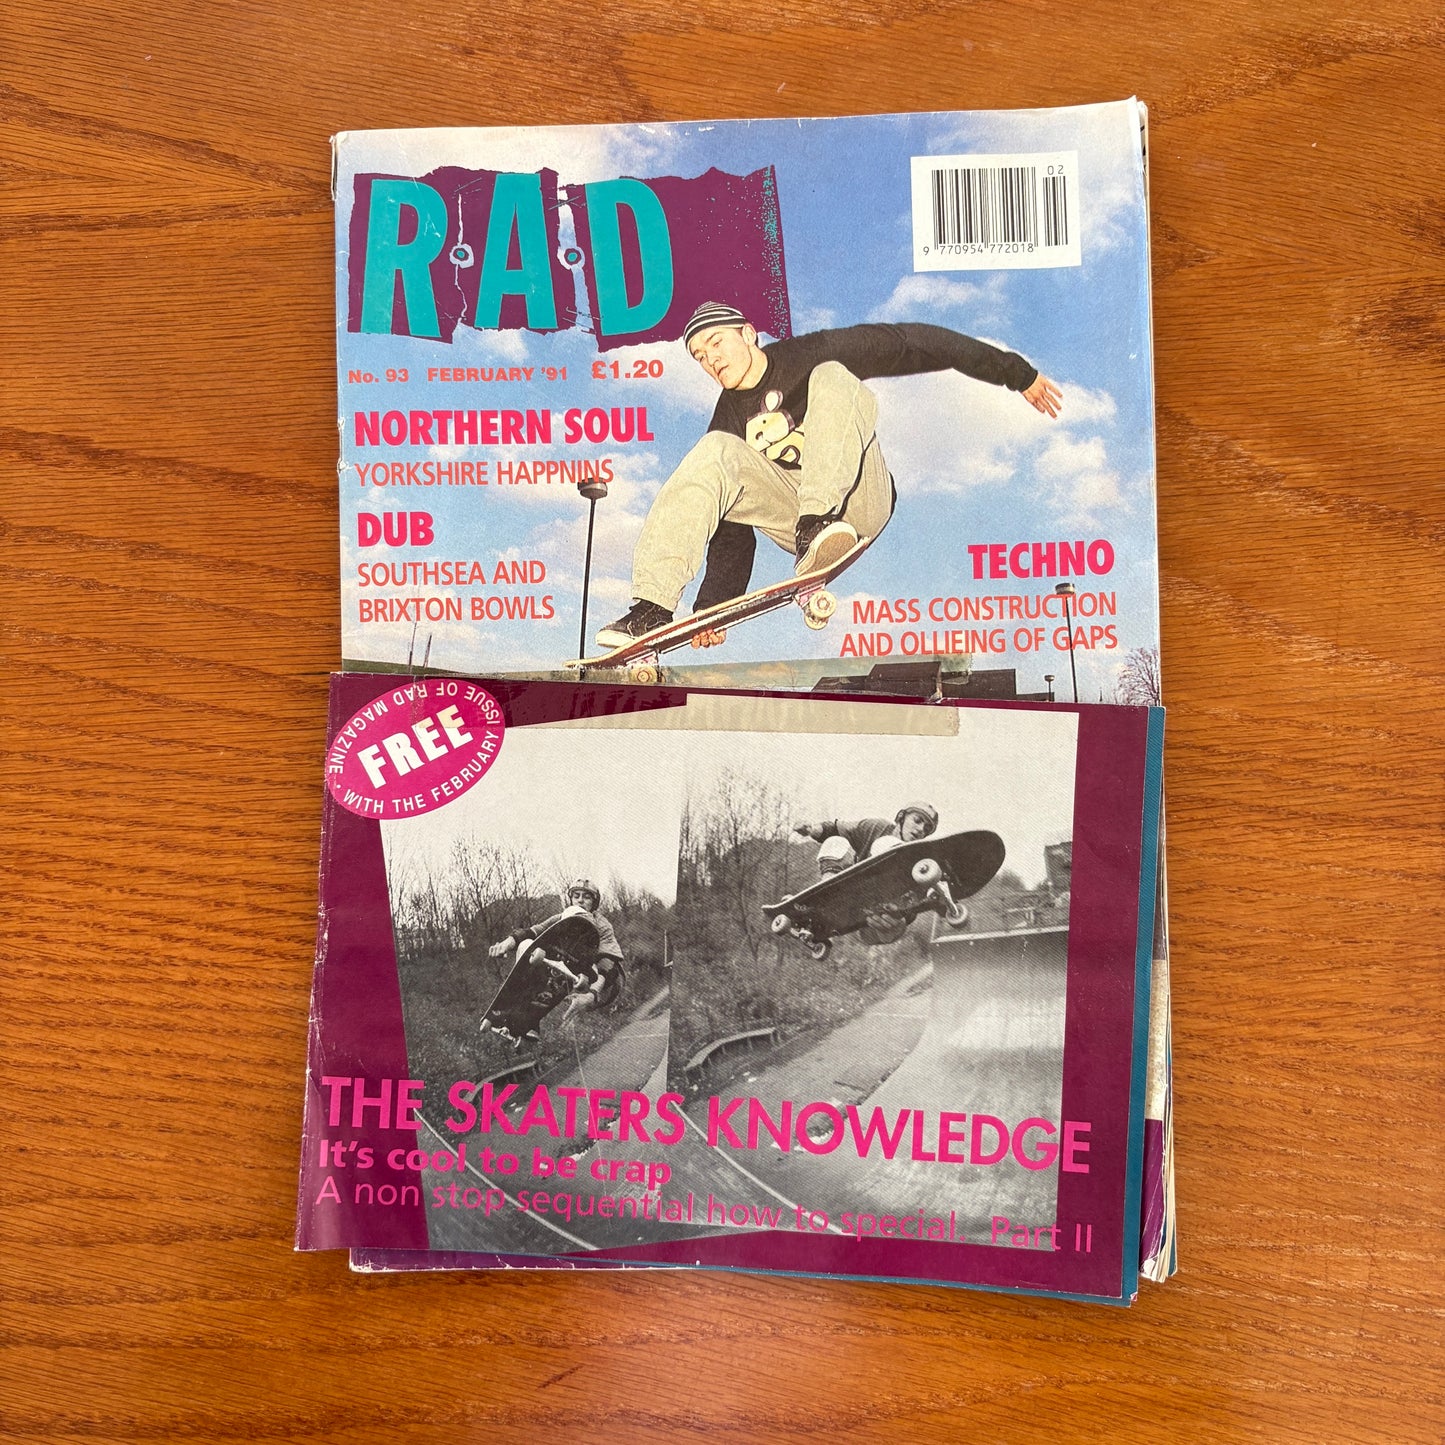 R·A·D
02
9 770954 772018
No. 93 FEBRUARY '91 £1.20
NORTHERN SOUL
YORKSHIRE HAPPNINS
DUB
SOUTHSEA AND
BRIXTON BOWLS
TECHNO
MASS CONSTRUCTION
AND OLLIEING OF GAPS
FREE
· WITH THE FEBRUARY ISSUE OF RAD MAGAZINE
THE SKATERS KNOWLEDGE
It's cool to be crap
A non stop sequential how to special. Part II